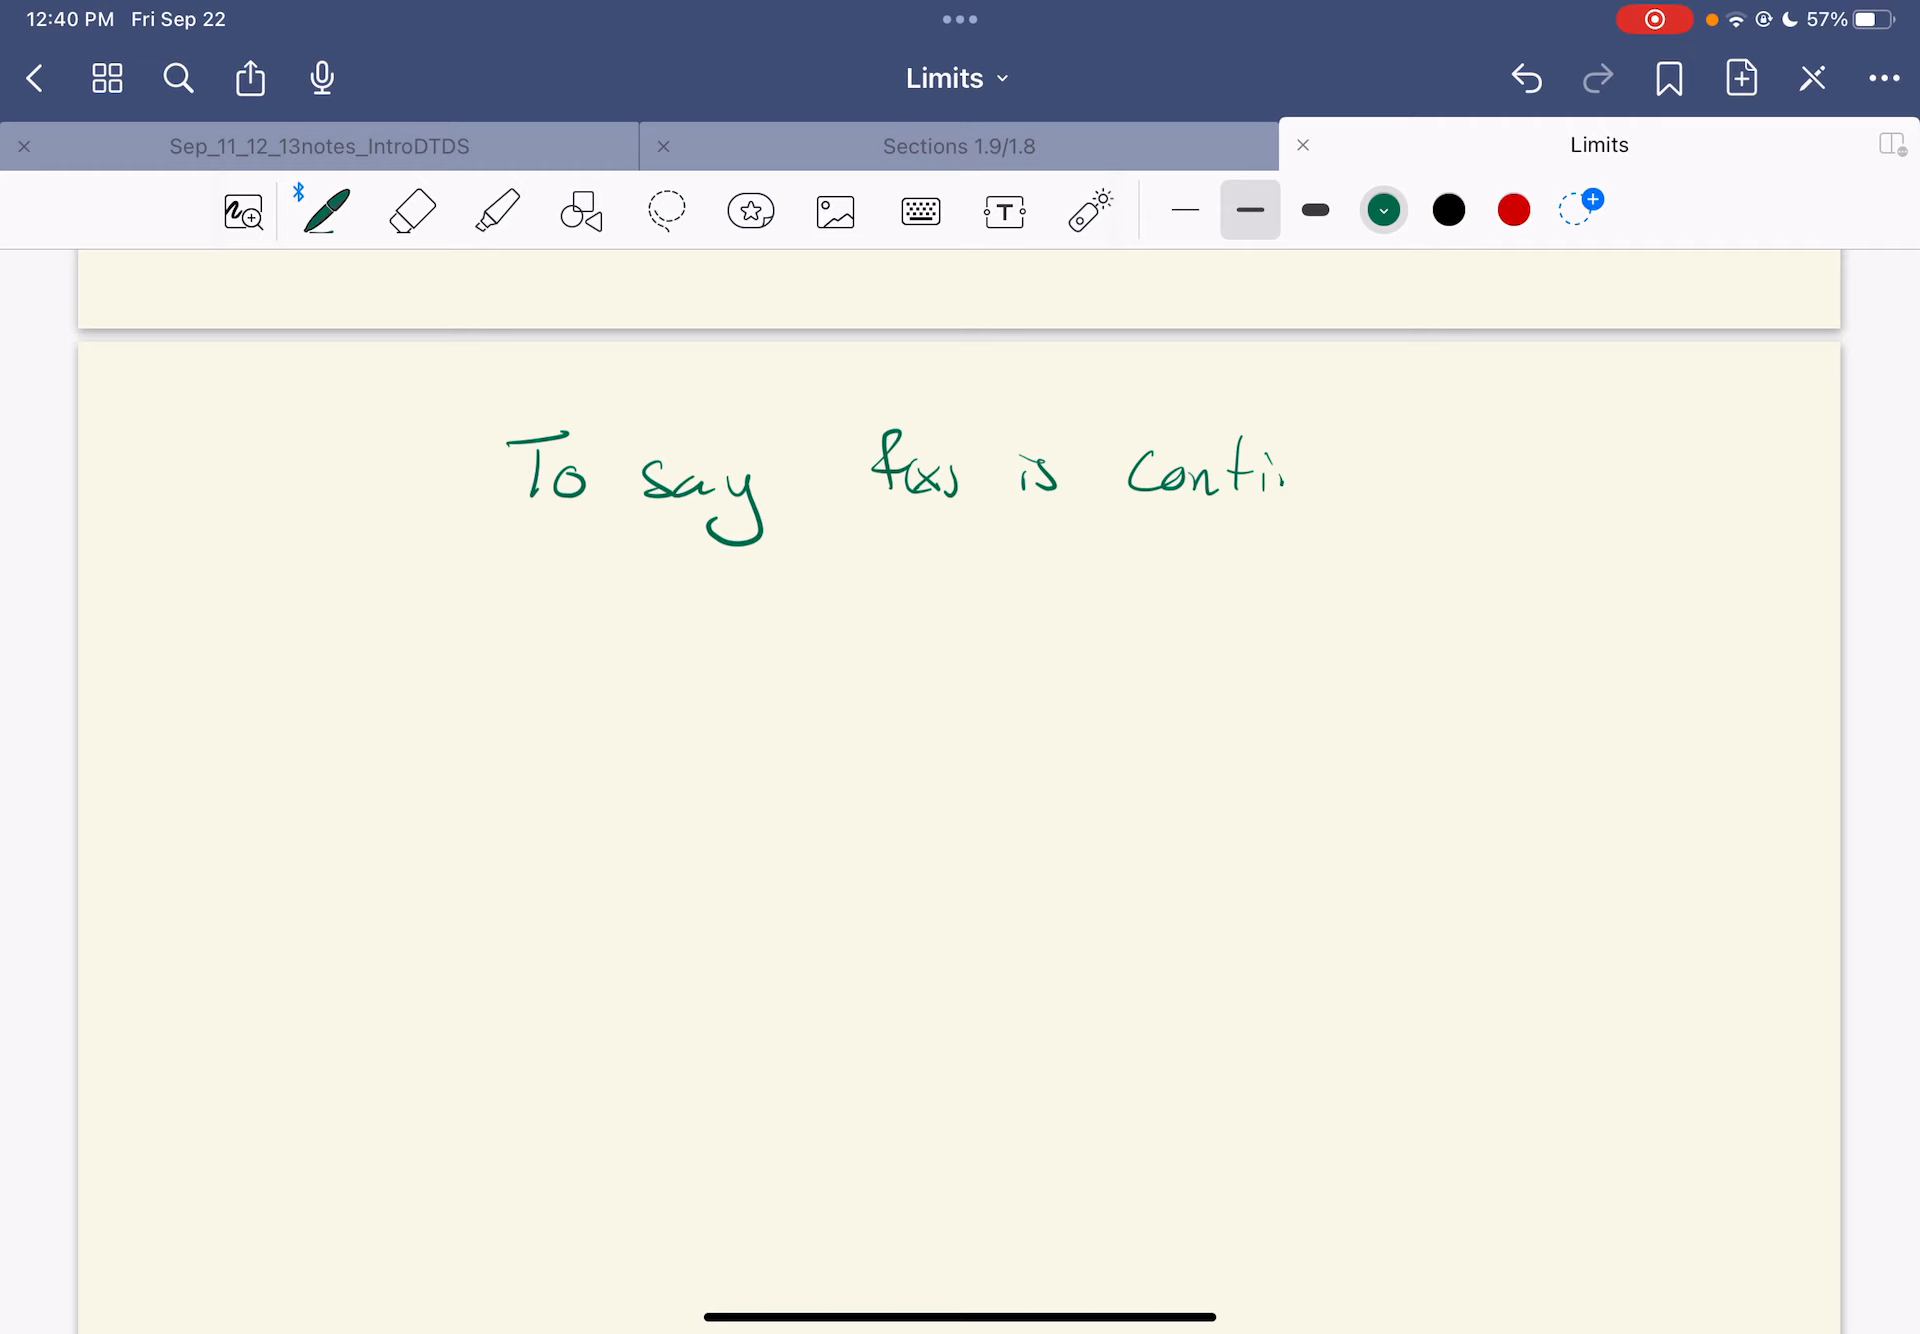 12:40 PM Fri Sep 22
57%
Limits
Sep_11_12_13notes_IntroDTDS
Sections 1.9/1.8
Limits
T
To say f(x) is conti